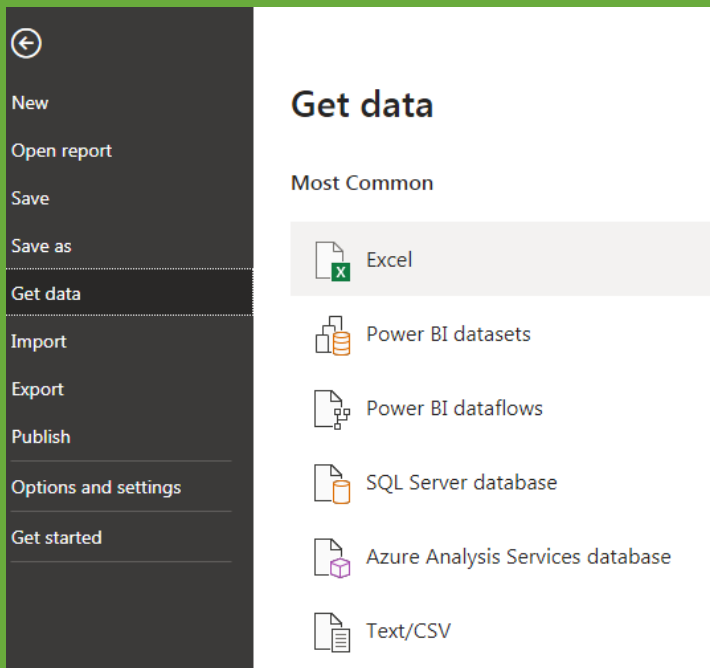 New
Open report
Save
Save as
Get data
Import
Export
Publish
Options and settings
Get started
Get data
Most Common
X
Excel
Power BI datasets
Power BI dataflows
SQL Server database
Azure Analysis Services database
Text/CSV